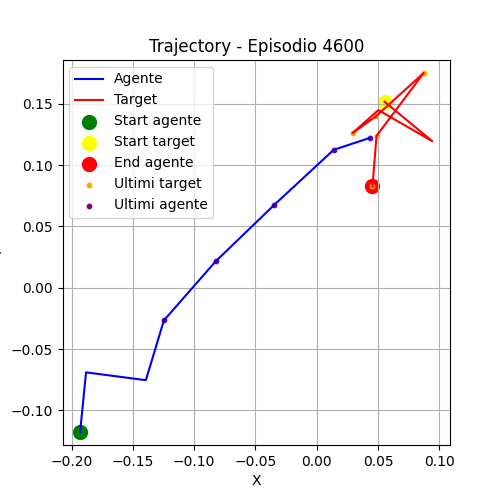 Trajectory - Episodio 4600
Agente
Target
Start agente
Start target
End agente
Ultimi target
Ultimi agente
0.15
0.10
0.05
0.00
−0.05
−0.10
−0.20
−0.15
−0.10
−0.05
0.00
0.05
0.10
X